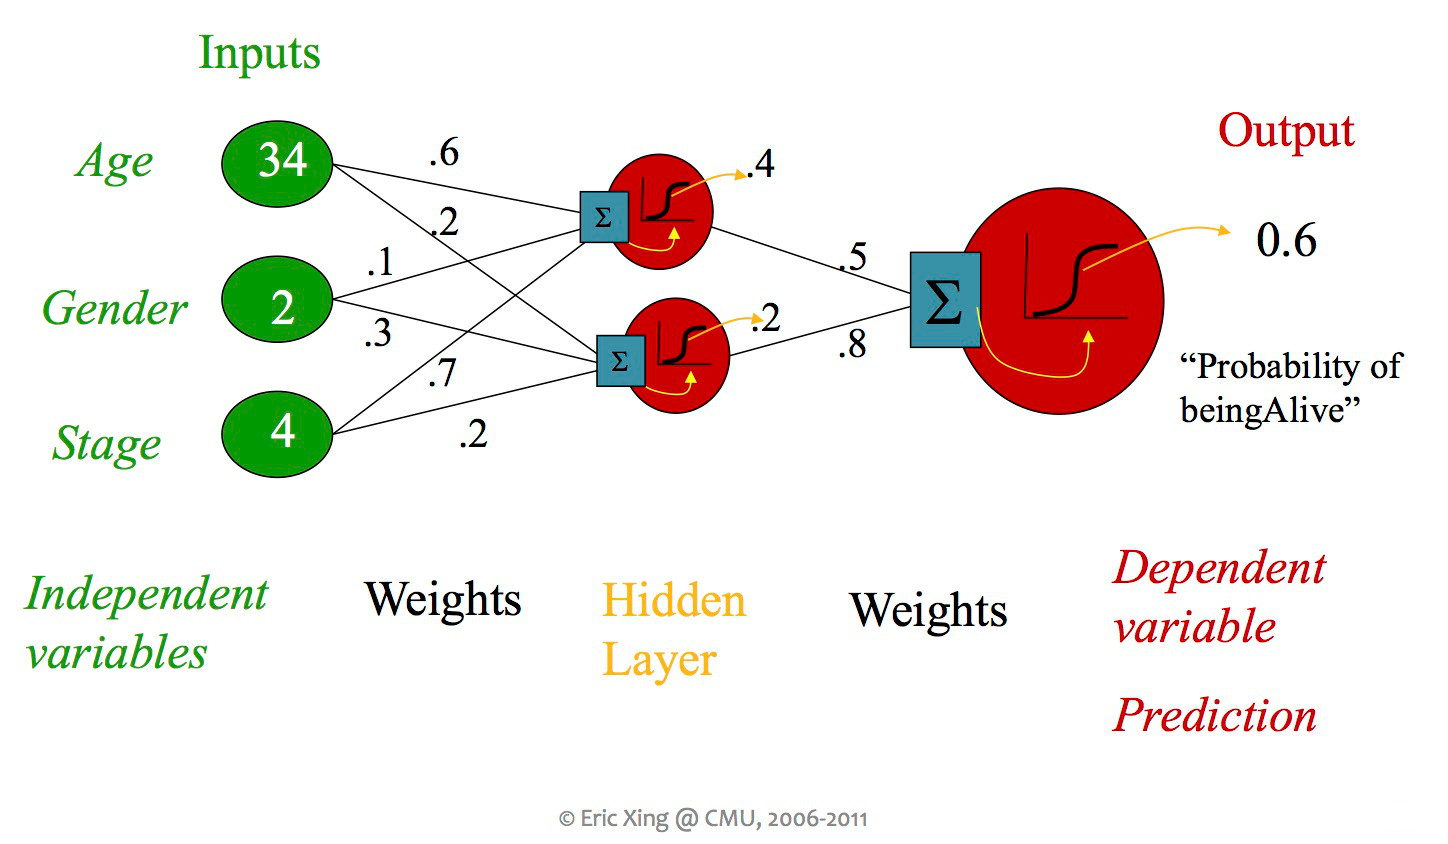 Inputs
Age
34
.6
.4
Output
.2
Σ
.1
.5
0.6
Gender
2
Σ
.2
.3
.8
Σ
“Probability of
beingAlive”
.7
Stage
4
.2
Independent
variables
Weights
Hidden
Layer
Weights
Dependent
variable
Prediction
© Eric Xing @ CMU, 2006-2011